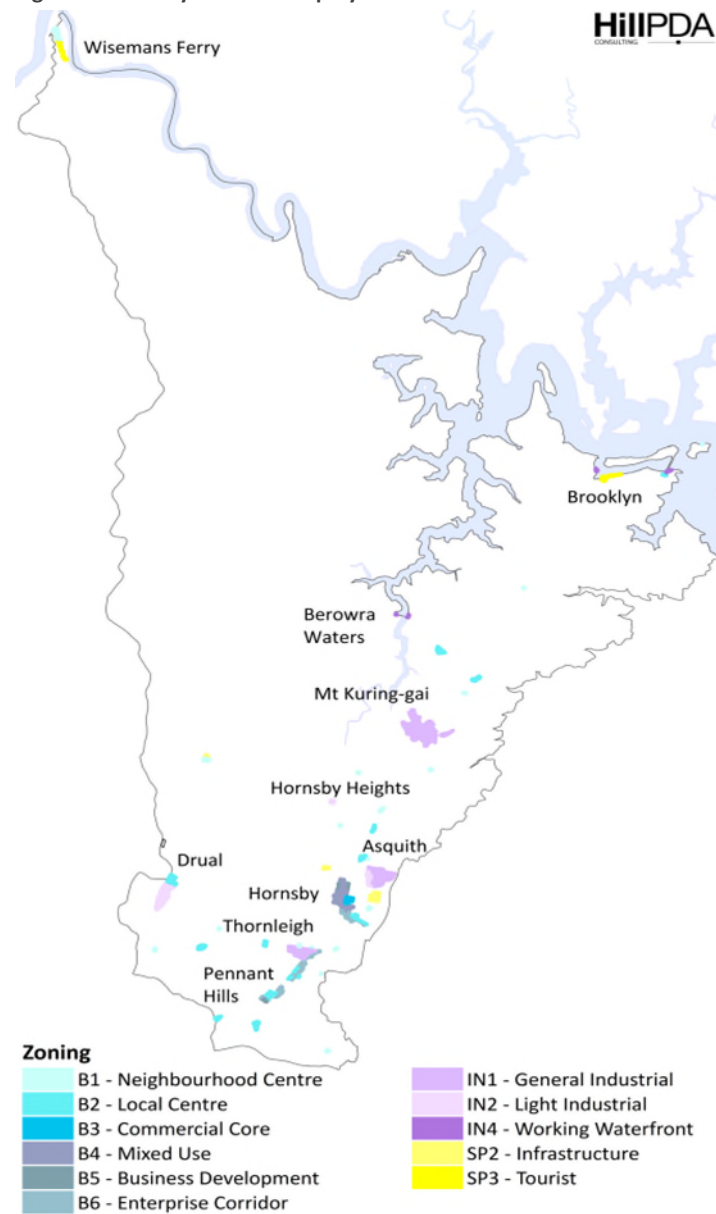 HillPDA
CONSULTING
Wisemans Ferry
Brooklyn
Berowra
Waters
Mt Kuring-gai
Hornsby Heights
Asquith
Drual
Hornsby
Thornleigh
Pennant
Hills
Zoning
B1 - Neighbourhood Centre
B2 - Local Centre
B3 - Commercial Core
B4 - Mixed Use
B5 - Business Development
B6 - Enterprise Corridor
IN1 - General Industrial
IN2 - Light Industrial
IN4 - Working Waterfront
SP2 - Infrastructure
SP3 - Tourist